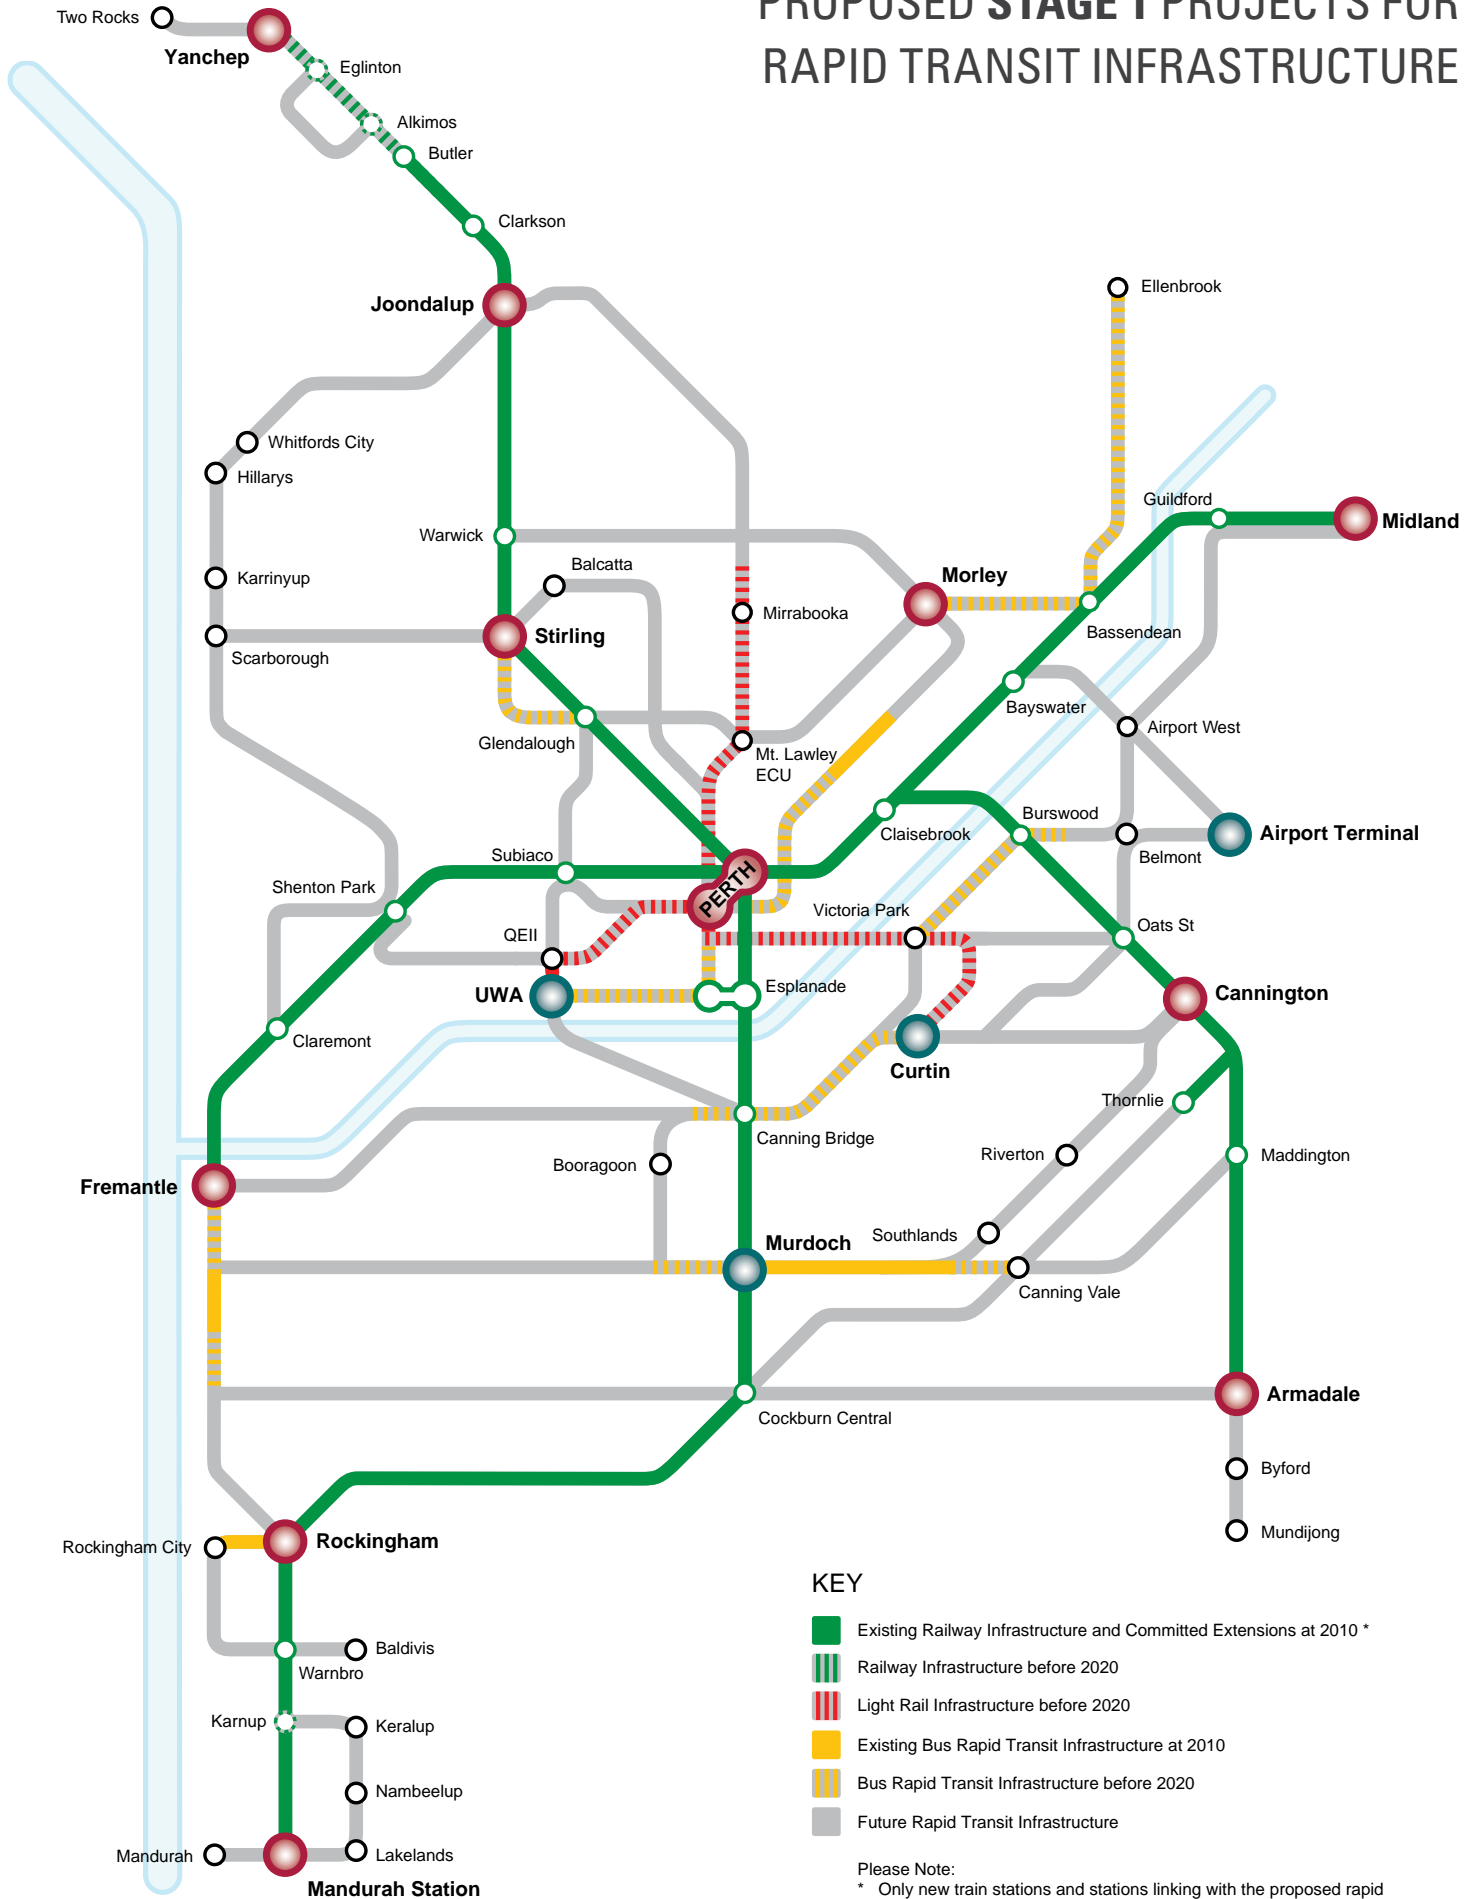 PROPOSED STAGE 1 PROJECTS FOR
RAPID TRANSIT INFRASTRUCTURE
Two Rocks
Yanchep
Eglinton
Alkimos
Butler
Clarkson
Joondalup
Ellenbrook
Whitfords City
Hillarys
Guildford
Midland
Warwick
Balcatta
Morley
Karrinyup
Mirrabooka
Stirling
Bassendean
Scarborough
Bayswater
Airport West
Glendalough
Mt. Lawley
ECU
Claisebrook
Burswood
Airport Terminal
Belmont
Subiaco
PERTH
PERTH
Shenton Park
Victoria Park
Oats St
QEII
UWA
Esplanade
Cannington
Claremont
Curtin
Thornlie
Canning Bridge
Booragoon
Riverton
Maddington
Fremantle
Southlands
Murdoch
Canning Vale
Armadale
Cockburn Central
Byford
Mundijong
Rockingham City
Rockingham
Baldivis
Warnbro
Karnup
Keralup
Nambeelup
Mandurah
Lakelands
Mandurah Station
KEY
Existing Railway Infrastructure and Committed Extensions at 2010 *
Railway Infrastructure before 2020
Light Rail Infrastructure before 2020
Existing Bus Rapid Transit Infrastructure at 2010
Bus Rapid Transit Infrastructure before 2020
Future Rapid Transit Infrastructure
Please Note:
* Only new train stations and stations linking with the proposed rapid